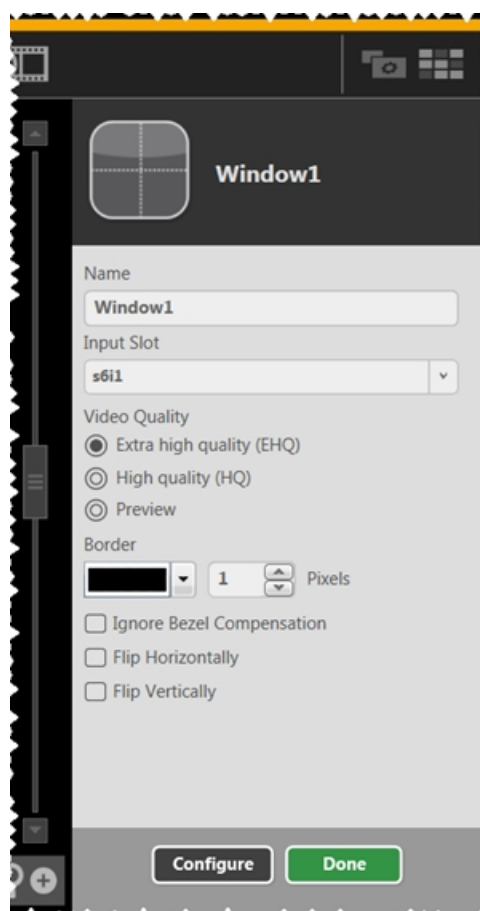 Window1
Name
Window1
Input Slot
s6i1
Video Quality
Extra high quality (EHQ)
High quality (HQ)
Preview
Border
1 Pixels
Ignore Bezel Compensation
Flip Horizontally
Flip Vertically
Configure Done